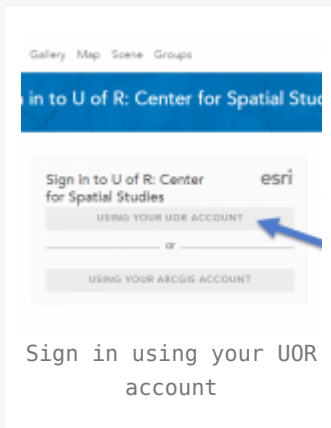 Gallery Map Scene Groups
in to U of R: Center for Spatial Stud
Sign in to U of R: Center
for Spatial Studies
esri
USING YOUR UOR ACCOUNT
or
USING YOUR ARCGIS ACCOUNT
Sign in using your UOR
account